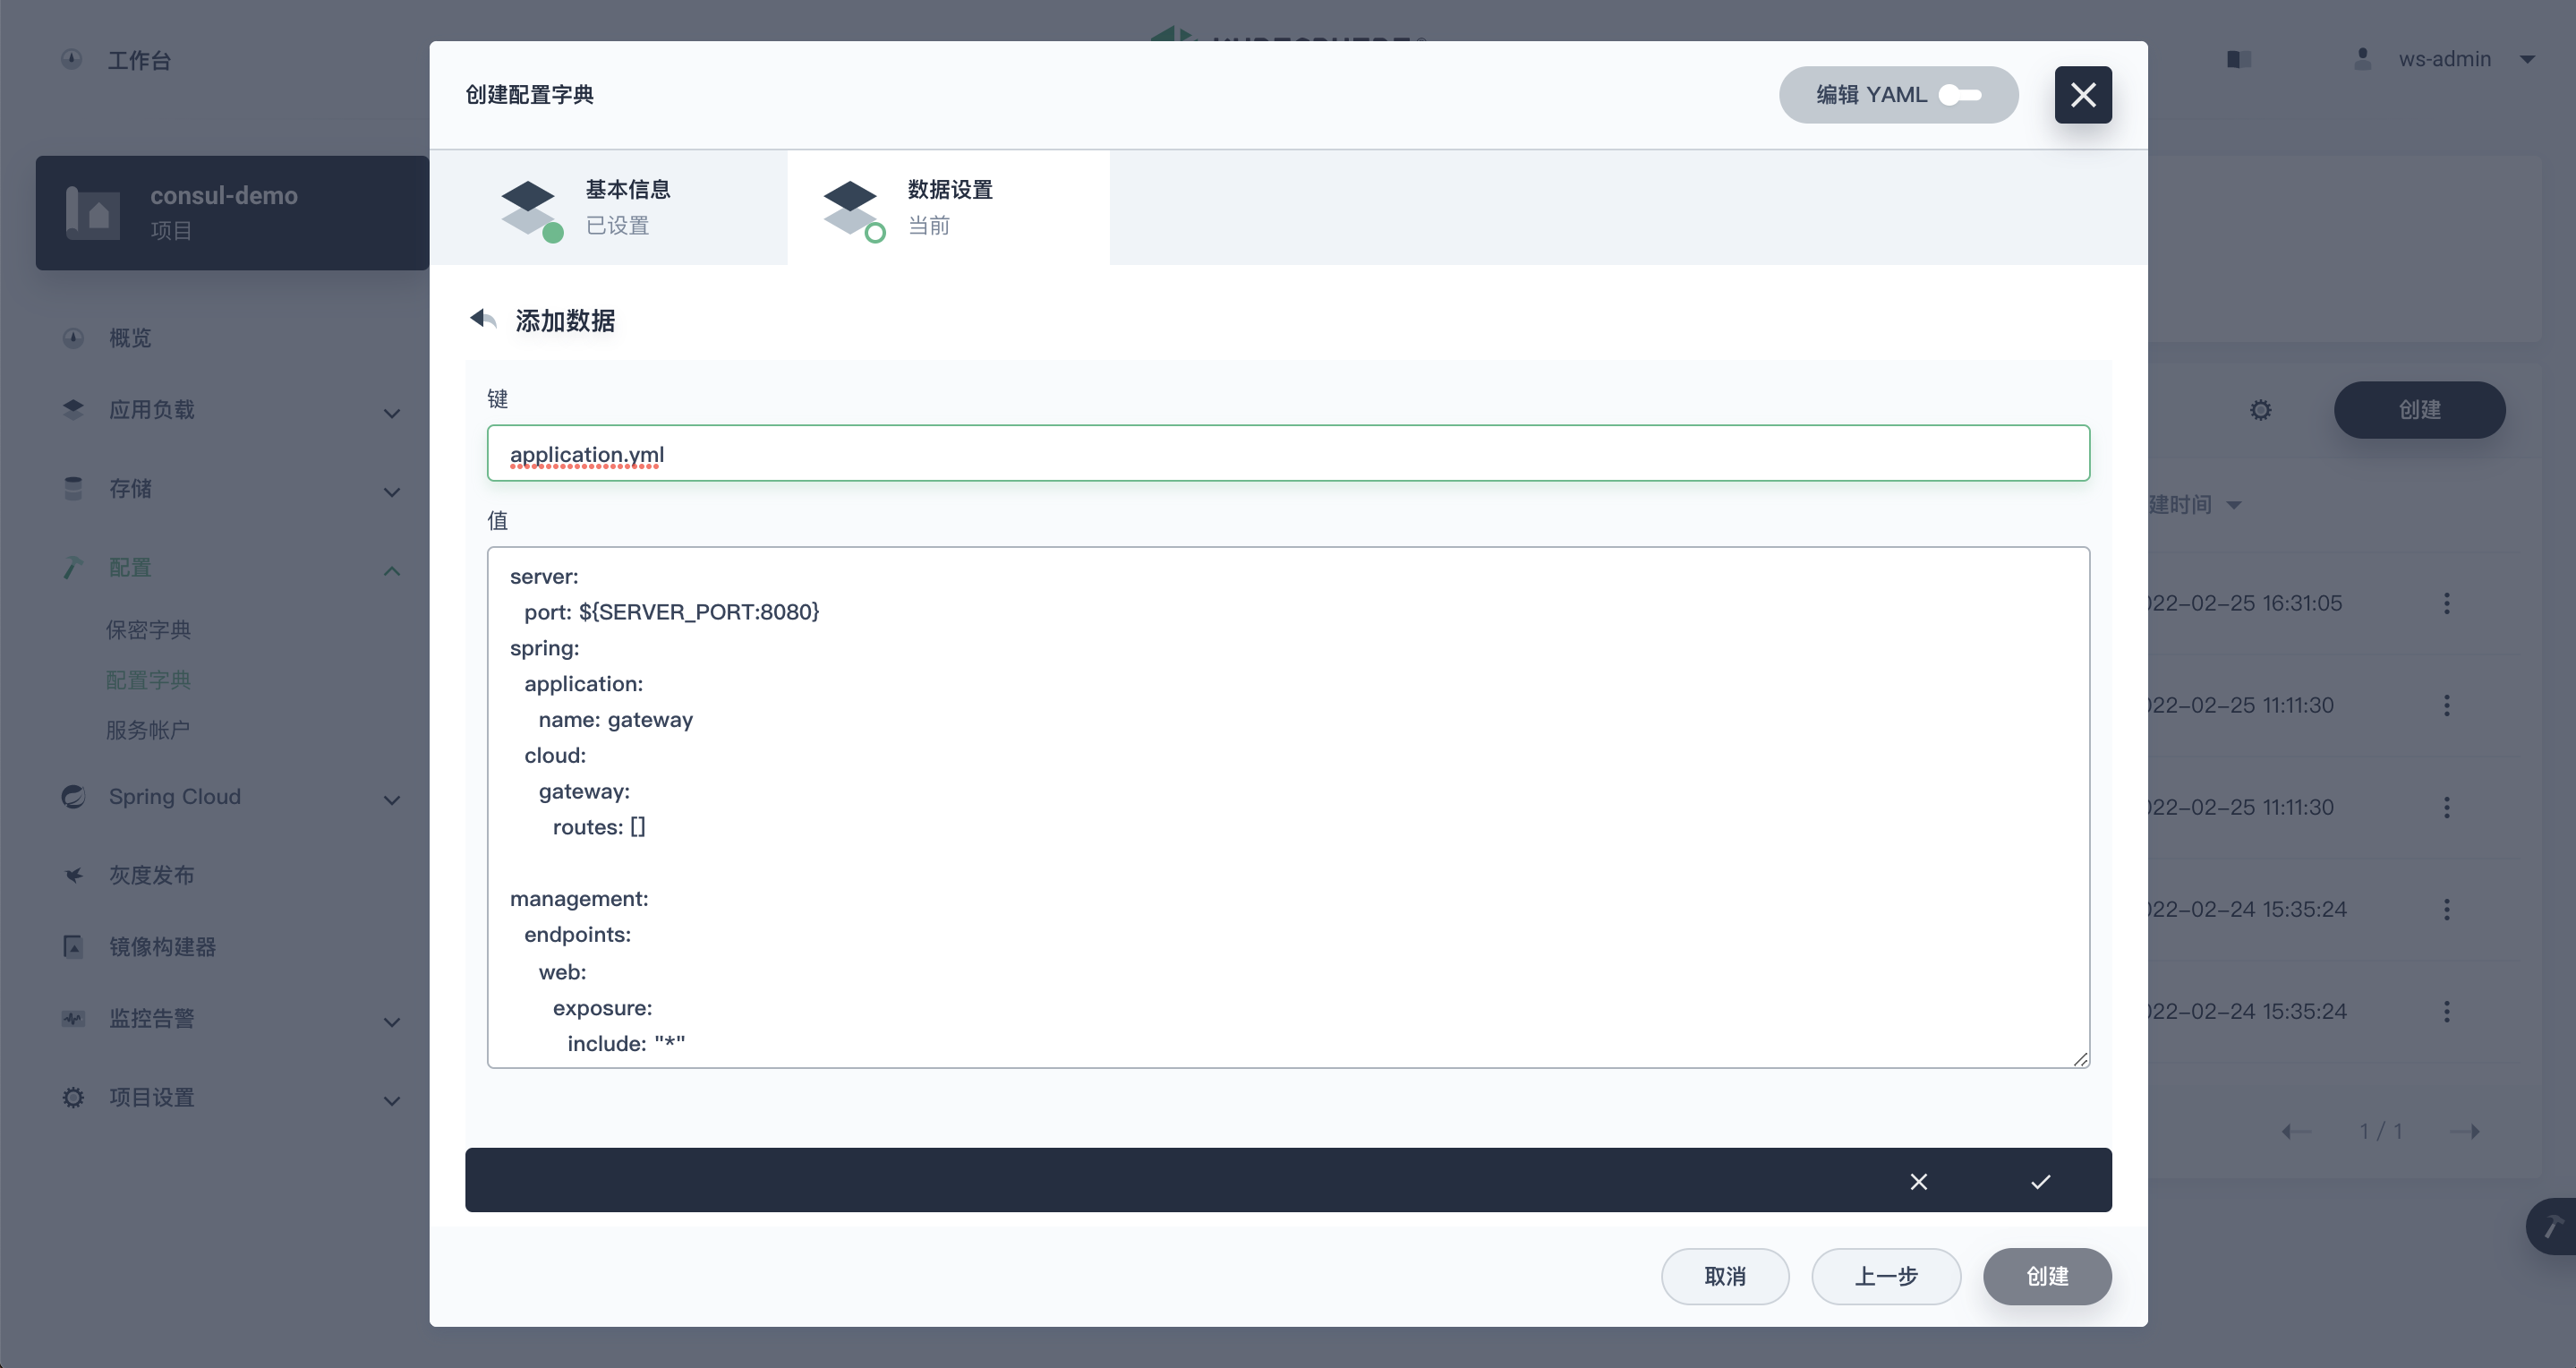 工作台
ws-admin
创建配置字典
编辑 YAML
consul-demo
项目
基本信息
已设置
数据设置
当前
概览
应用负载
存储
配置
保密字典
配置字典
服务帐户
Spring Cloud
灰度发布
镜像构建器
监控告警
项目设置
添加数据
键
application.yml
值
server:
  port: ${SERVER_PORT:8080}
spring:
  application:
    name: gateway
  cloud:
    gateway:
      routes: []
management:
  endpoints:
    web:
      exposure:
        include: "*"
取消
上一步
创建
创建
建时间
022-02-25 16:31:05
022-02-25 11:11:30
022-02-25 11:11:30
022-02-24 15:35:24
022-02-24 15:35:24
1 / 1